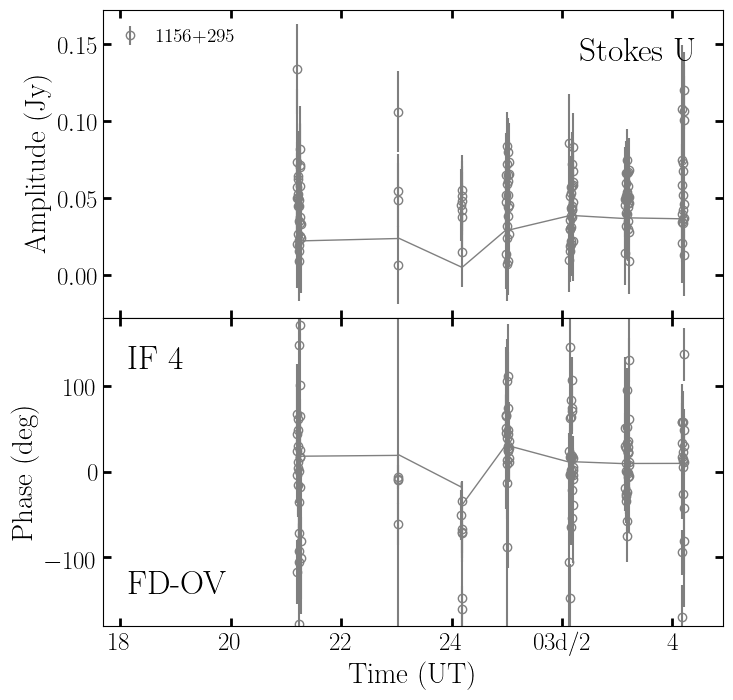 1156+295
Stokes U
0.15
0.10
0.05
0.00
Amplitude (Jy)
IF 4
100
0
−100
Phase (deg)
FD-OV
18 20 22 24 03d/2 4
Time (UT)